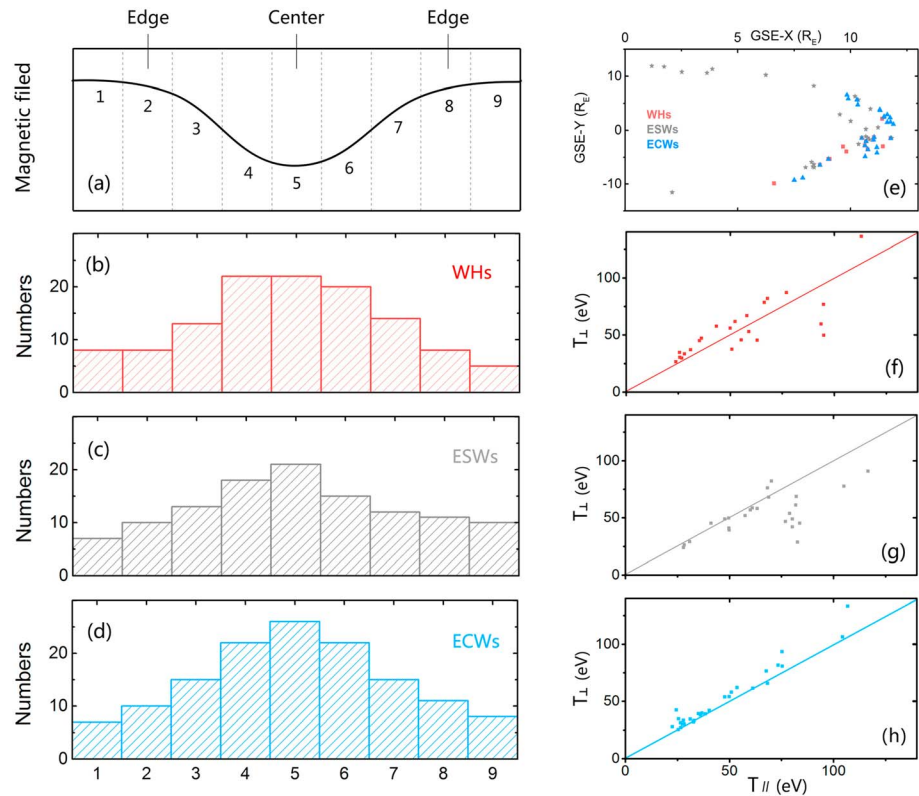 Edge Center Edge
Magnetic filed
1 2 3 4 5 6 7 8 9
(a)
Numbers
20
10
0
(b)
WHs
Numbers
20
10
0
(c)
ESWs
Numbers
20
10
0
(d)
ECWs
1 2 3 4 5 6 7 8 9
0 5 10
GSE-X (R_E)
GSE-Y (R_E)
10
0
-10
WHs
ESWs
ECWs
(e)
T⊥ (eV)
100
50
0
(f)
T⊥ (eV)
100
50
0
(g)
T⊥ (eV)
100
50
0
(h)
0 50 100
T// (eV)